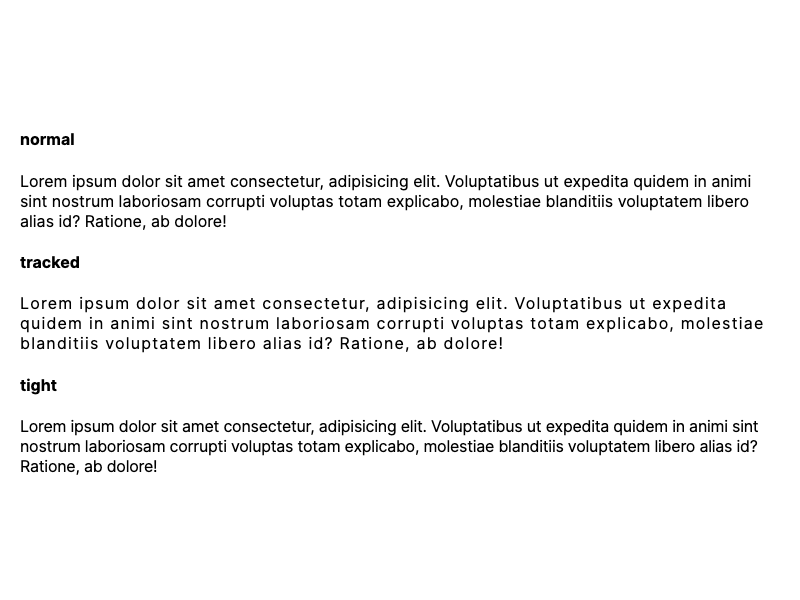 normal
Lorem ipsum dolor sit amet consectetur, adipisicing elit. Voluptatibus ut expedita quidem in animi
sint nostrum laboriosam corrupti voluptas totam explicabo, molestiae blanditiis voluptatem libero
alias id? Ratione, ab dolore!
tracked
Lorem ipsum dolor sit amet consectetur, adipisicing elit. Voluptatibus ut expedita
quidem in animi sint nostrum laboriosam corrupti voluptas totam explicabo, molestiae
blanditiis voluptatem libero alias id? Ratione, ab dolore!
tight
Lorem ipsum dolor sit amet consectetur, adipisicing elit. Voluptatibus ut expedita quidem in animi sint
nostrum laboriosam corrupti voluptas totam explicabo, molestiae blanditiis voluptatem libero alias id?
Ratione, ab dolore!